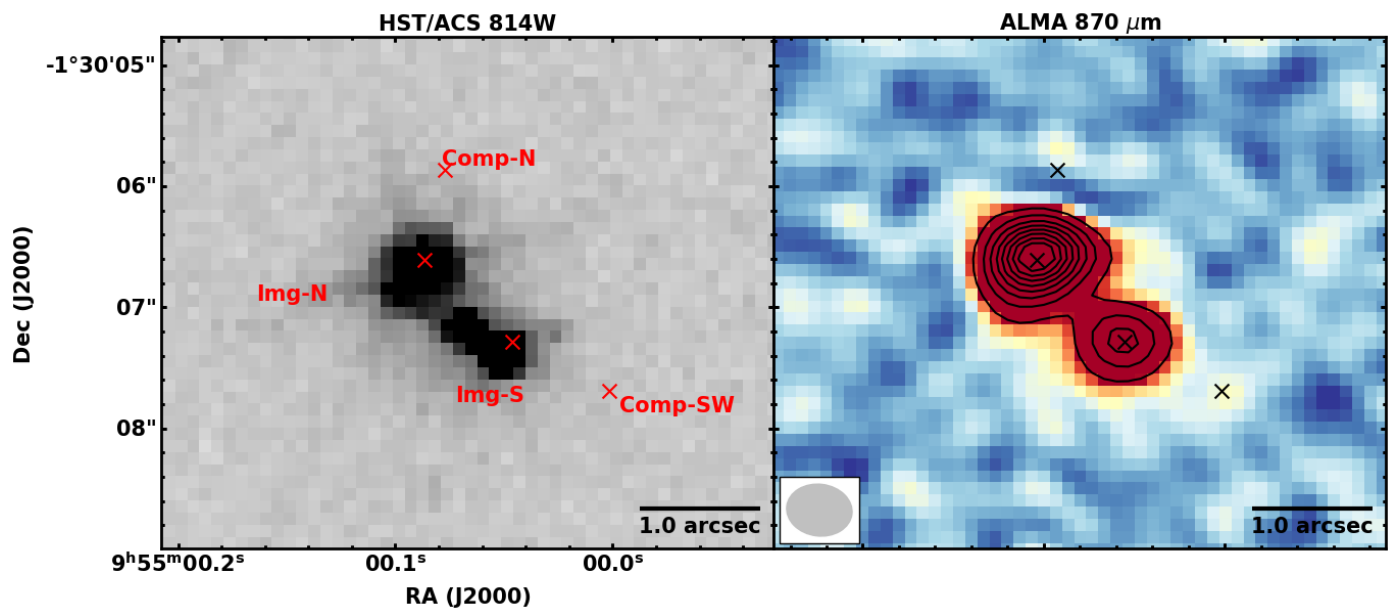 HST/ACS 814W
ALMA 870 μm
-1°30'05"
06"
07"
08"
Dec (J2000)
Comp-N
Img-N
Img-S
Comp-SW
1.0 arcsec
1.0 arcsec
9ʰ55ᵐ00.2ˢ
00.1ˢ
00.0ˢ
RA (J2000)